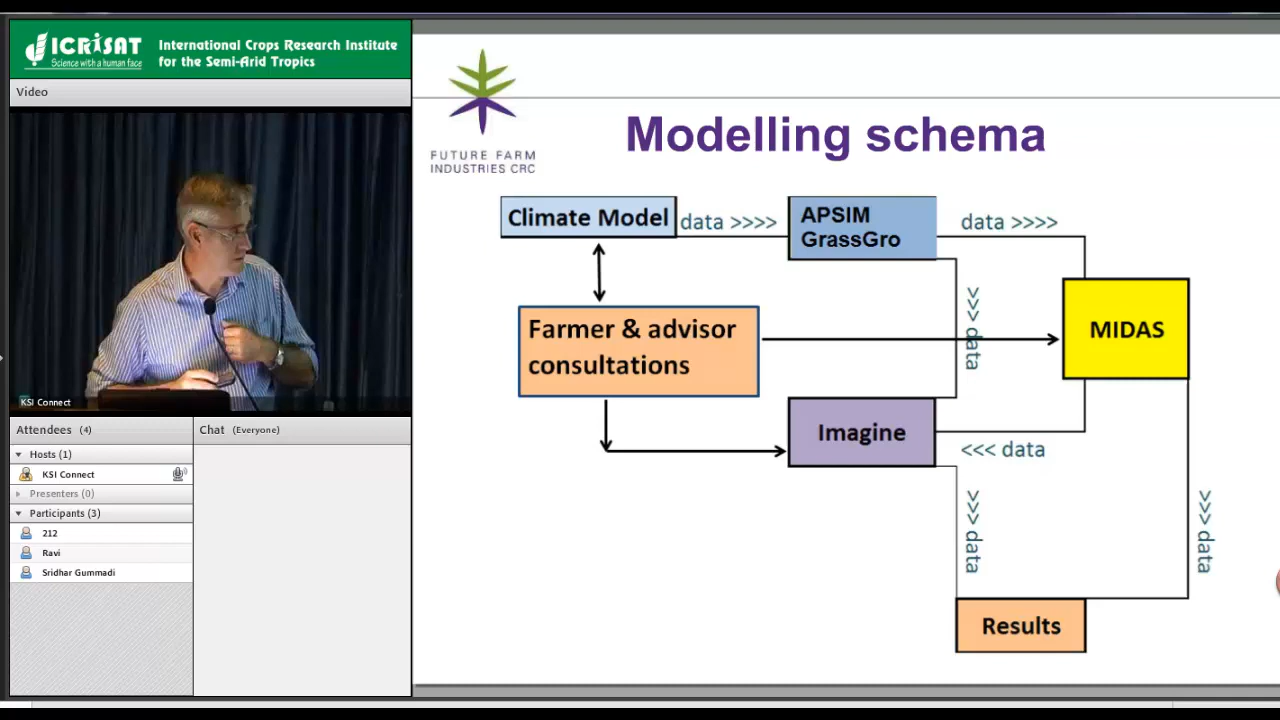 ICRISAT
Science with a human face
International Crops Research Institute
for the Semi-Arid Tropics
Video
KSI Connect
Attendees (4)
Hosts (1)
KSI Connect
Presenters (0)
Participants (3)
212
Ravi
Sridhar Gummadi
Chat (Everyone)
FUTURE FARM
INDUSTRIES CRC
Modelling schema
Climate Model
data >>>>
APSIM
GrassGro
data >>>>
Farmer & advisor
consultations
>>> data
MIDAS
Imagine
<<< data
>>> data
>>> data
Results